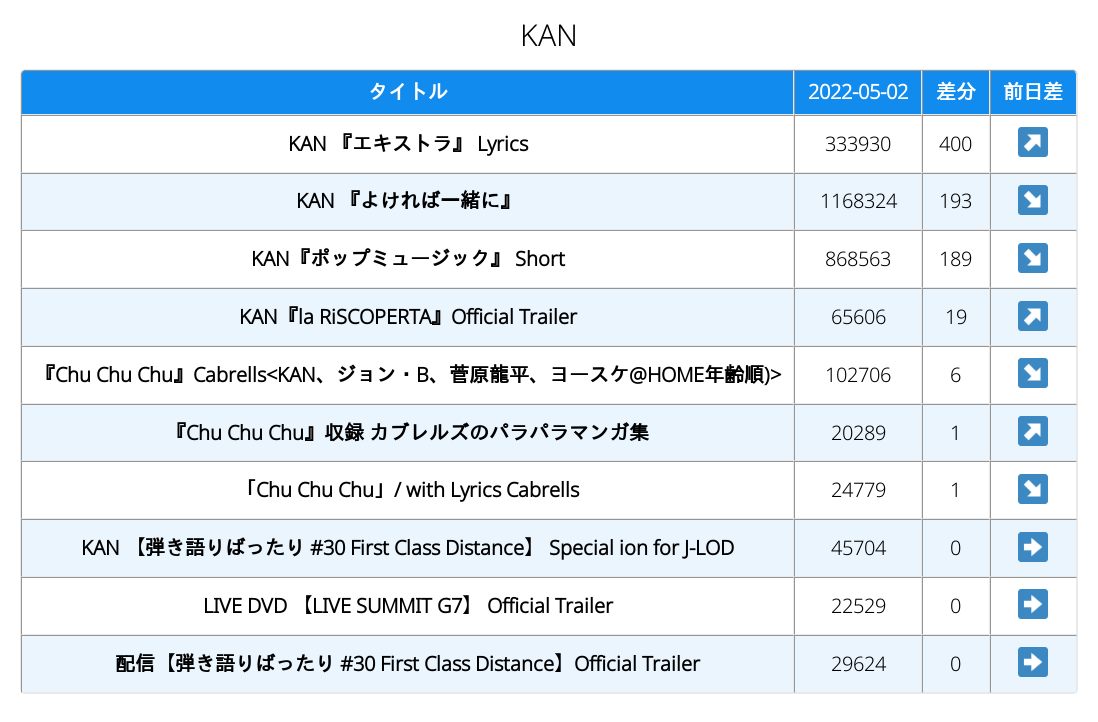 KAN
タイトル 2022-05-02 差分 前日差
KAN 『エキストラ』 Lyrics 333930 400 ↗
KAN 『よければ一緒に』 1168324 193 ↘
KAN『ポップミュージック』 Short 868563 189 ↘
KAN『la RiSCOPERTA』Official Trailer 65606 19 ↗
『Chu Chu Chu』Cabrells<KAN、ジョン・B、菅原龍平、ヨースケ@HOME年齢順)> 102706 6 ↘
『Chu Chu Chu』収録 カブレルズのパラパラマンガ集 20289 1 ↗
「Chu Chu Chu」/ with Lyrics Cabrells 24779 1 ↘
KAN 【弾き語りばったり #30 First Class Distance】 Special ion for J-LOD 45704 0 ➡
LIVE DVD 【LIVE SUMMIT G7】 Official Trailer 22529 0 ➡
配信【弾き語りばったり #30 First Class Distance】Official Trailer 29624 0 ➡